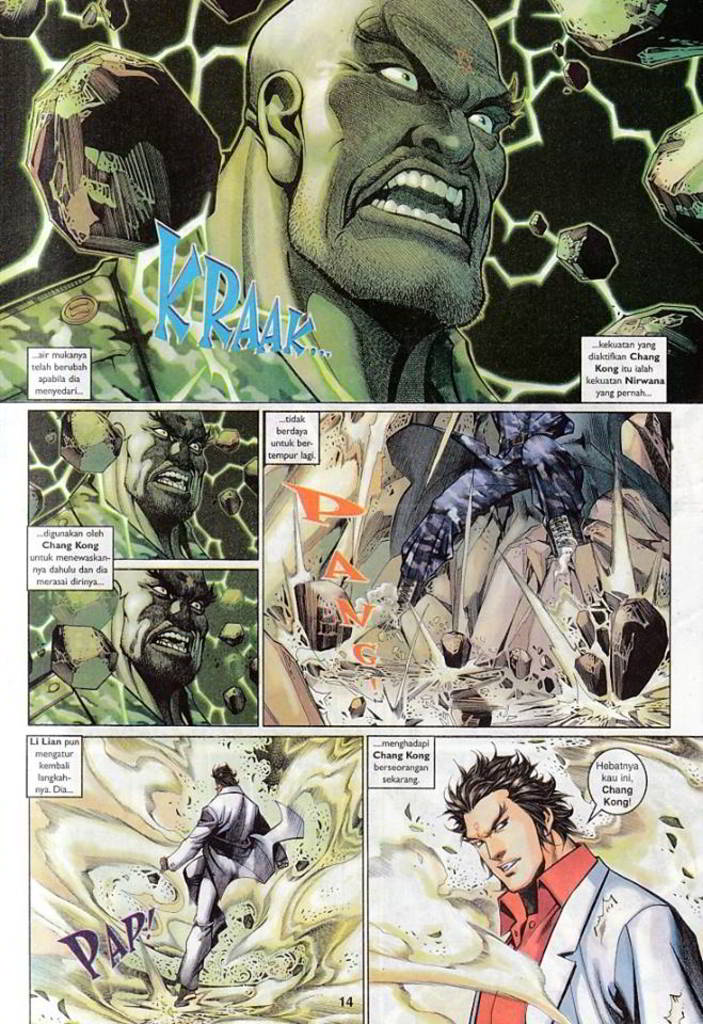 KRAAK...
...air mukanya
telah berubah
apabila dia
menyedari...
...kekuatan yang
diaktifkan Chang
Kong itu ialah
kekuatan Nirwana
yang pernah...
...digunakan oleh
Chang Kong
untuk menewaskan-
nya dahulu dan dia
merasai dirinya...
...tidak
berdaya
untuk ber-
tempur lagi.
PANG!
Li Lian pun
mengatur
kembali
langkah-
nya. Dia...
PAP!
...menghadapi
Chang Kong
berseorangan
sekarang.
Hebatnya
kau ini,
Chang
Kong!
14